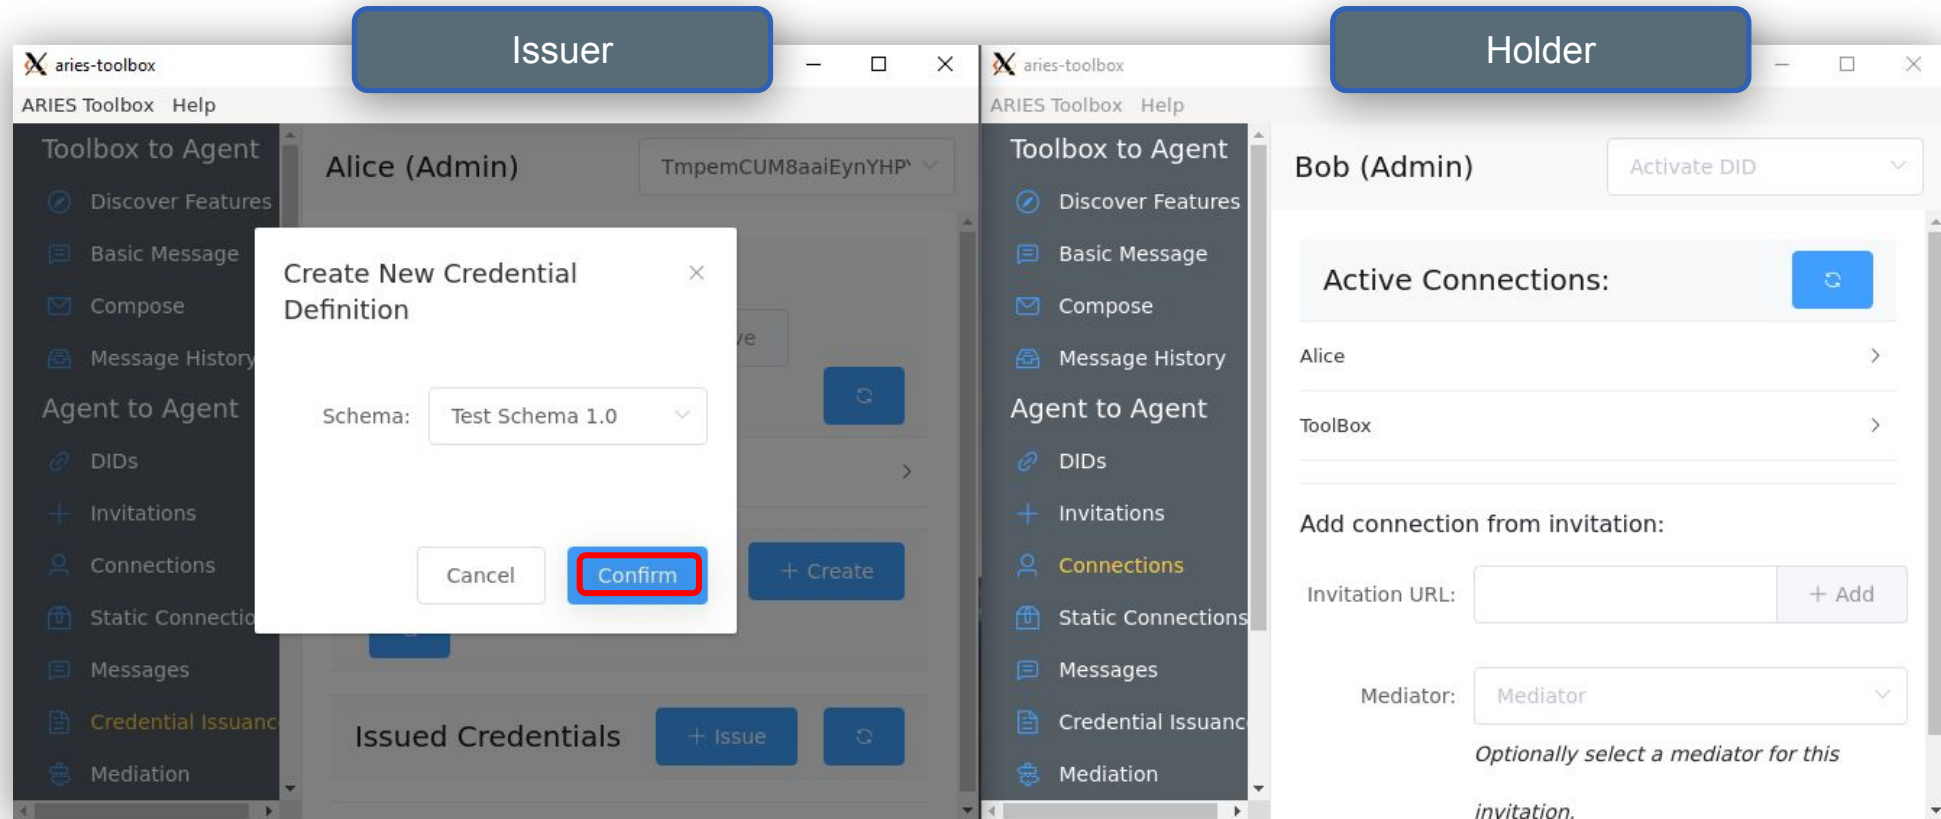 Issuer
aries-toolbox
ARIES Toolbox Help
Toolbox to Agent
Discover Features
Basic Message
Compose
Message History
Agent to Agent
DIDs
Invitations
Connections
Static Connectio
Messages
Credential Issuanc
Mediation
Alice (Admin)
TmpemCUM8aaiEynYHP
Create New Credential
Definition
ve
Schema: Test Schema 1.0
Cancel Confirm
+ Create
Issued Credentials + Issue
Holder
aries-toolbox
ARIES Toolbox Help
Toolbox to Agent
Discover Features
Basic Message
Compose
Message History
Agent to Agent
DIDs
Invitations
Connections
Static Connections
Messages
Credential Issuanc
Mediation
Bob (Admin) Activate DID
Active Connections:
Alice
ToolBox
Add connection from invitation:
Invitation URL: + Add
Mediator: Mediator
Optionally select a mediator for this
invitation.